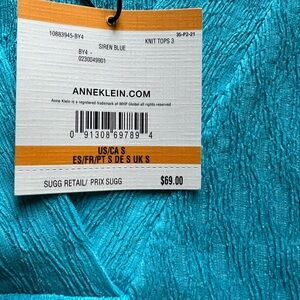 10883945-BY4 35-P2-21
SIREN BLUE
BY4 - KNIT TOPS 3
0230049901
ANNEKLEIN.COM
Anne Klein is a registered trademark of WHP Global all rights reserved
0 91308 69789 4
US/CA S
ES/FR/PT S DE S UK S
SUGG RETAIL/ PRIX SUGG $69.00